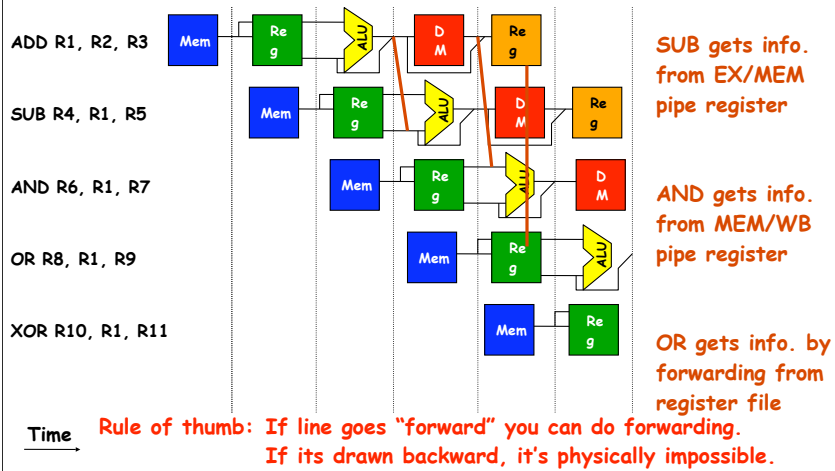 ADD R1, R2, R3
Mem
Re
g
ALU
D
M
Re
g
SUB R4, R1, R5
Mem
Re
g
ALU
D
M
Re
g
AND R6, R1, R7
Mem
Re
g
ALU
D
M
OR R8, R1, R9
Mem
Re
g
ALU
XOR R10, R1, R11
Mem
Re
g
SUB gets info.
from EX/MEM
pipe register
AND gets info.
from MEM/WB
pipe register
OR gets info. by
forwarding from
register file
Time
Rule of thumb: If line goes “forward” you can do forwarding.
If its drawn backward, it’s physically impossible.